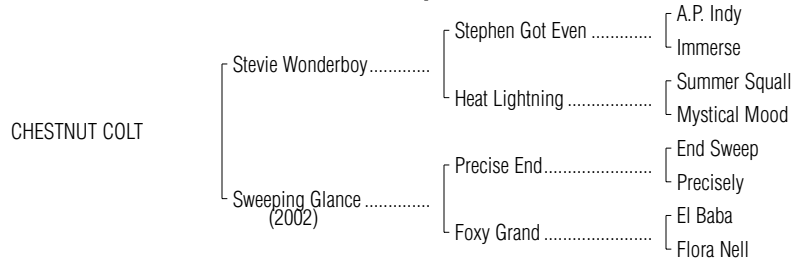 A.P. Indy
Stephen Got Even .............
Immerse
Stevie Wonderboy.............
Summer Squall
Heat Lightning ..................
Mystical Mood
CHESTNUT COLT
End Sweep
Precise End.......................
Precisely
Sweeping Glance ..............
(2002)
El Baba
Foxy Grand .......................
Flora Nell